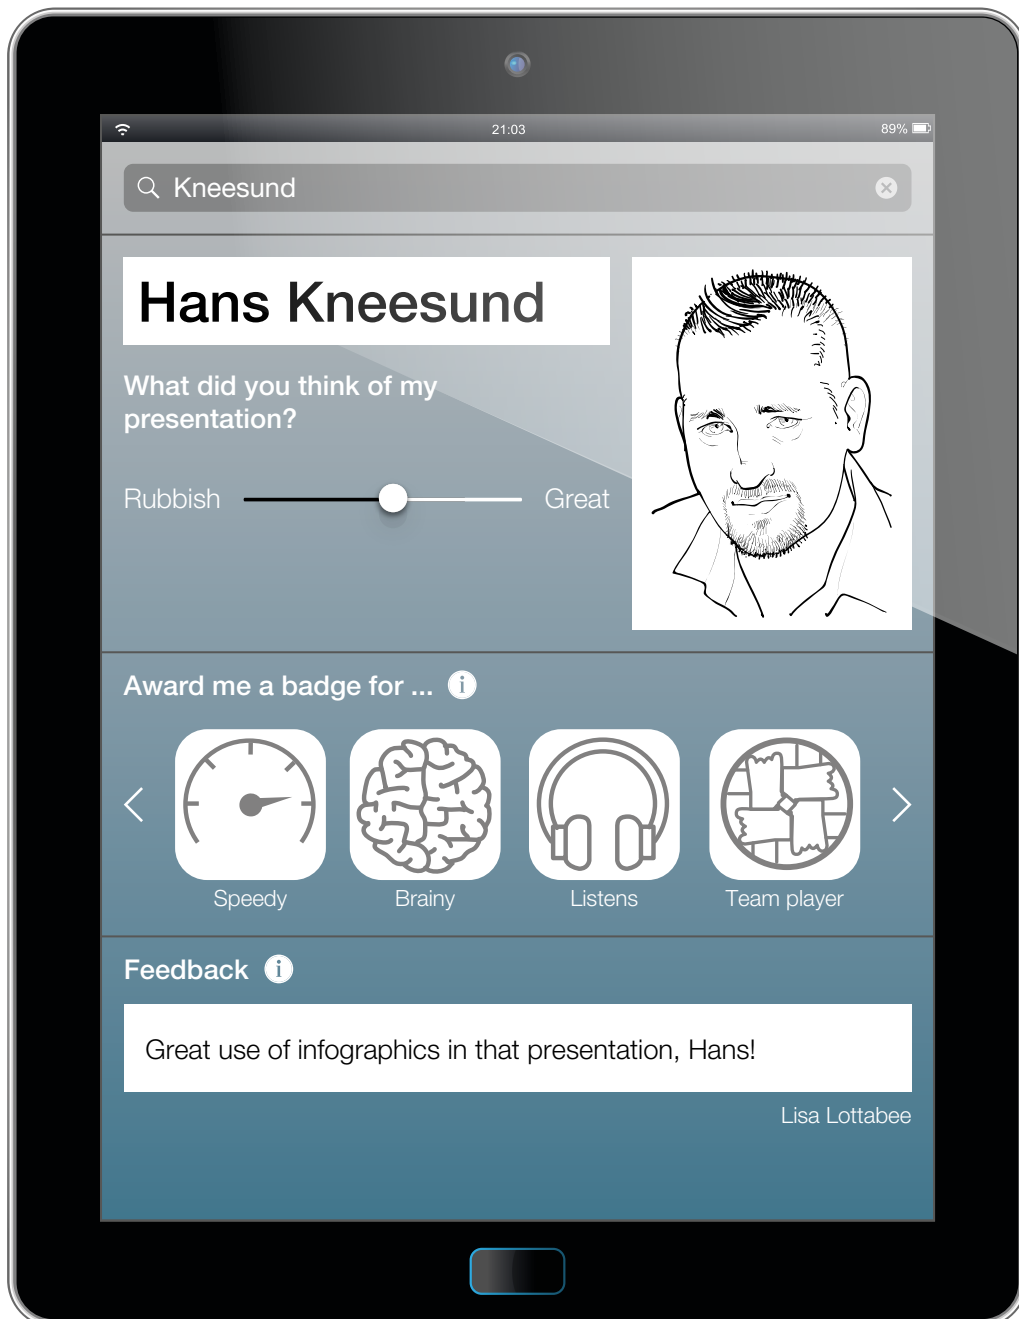 21:03
89%
Kneesund
Hans Kneesund
What did you think of my
presentation?
Rubbish
Great
Award me a badge for ... i
Speedy
Brainy
Listens
Team player
Feedback i
Great use of infographics in that presentation, Hans!
Lisa Lottabee